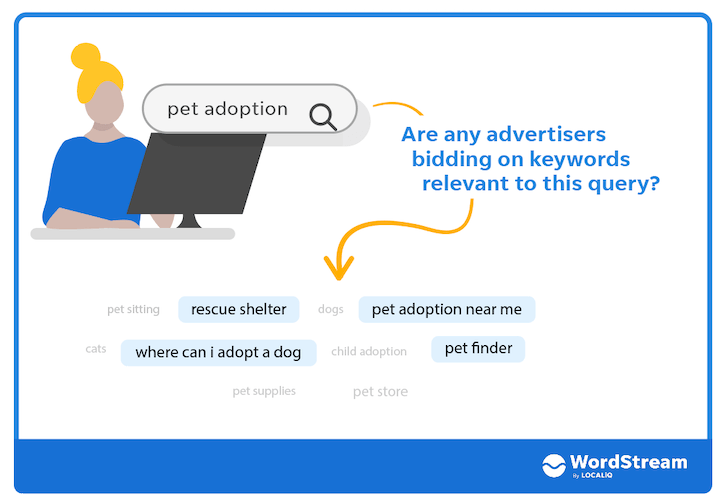 pet adoption
Are any advertisers
bidding on keywords
relevant to this query?
pet sitting
rescue shelter
dogs
pet adoption near me
cats
where can i adopt a dog
child adoption
pet finder
pet supplies
pet store
WordStream
By LOCALiQ